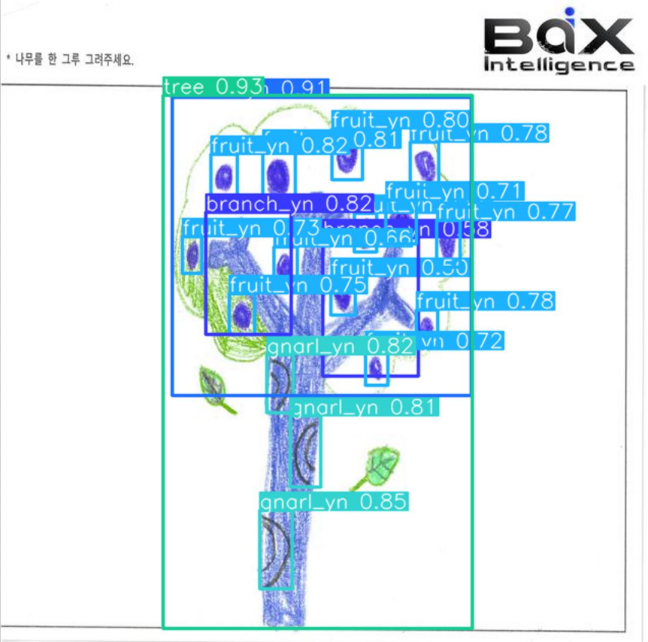 BaiX
Intelligence
* 나무를 한 그루 그려주세요.
tree 0.93
0.91
fruit_yn 0.80
fruit_yn 0.82
0.81
fruit_yn 0.78
fruit_yn 0.71
branch_yn 0.82
fruit_yn 0.77
0.58
fruit_yn 0.73
0.66
fruit_yn 0.50
fruit_yn 0.75
fruit_yn 0.78
0.72
gnarl_yn 0.82
gnarl_yn 0.81
gnarl_yn 0.85